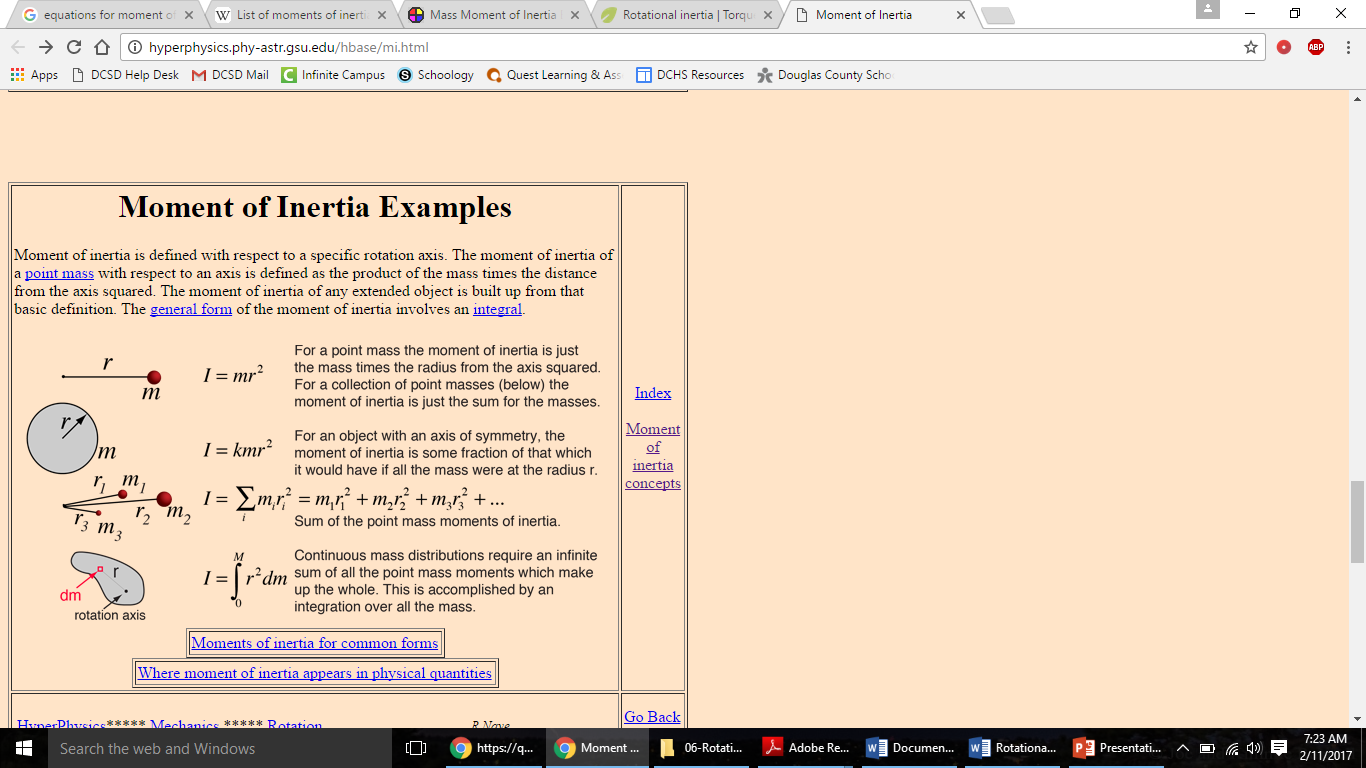 equations for moment of
List of moments of inerti
Mass Moment of Inertia
Rotational inertia | Torqu
Moment of Inertia
hyperphysics.phy-astr.gsu.edu/hbase/mi.html
ABP
Apps
DCSD Help Desk
DCSD Mail
Infinite Campus
Schoology
Quest Learning & Ass
DCHS Resources
Douglas County Scho
Moment of Inertia Examples
Moment of inertia is defined with respect to a specific rotation axis. The moment of inertia of
a point mass with respect to an axis is defined as the product of the mass times the distance
from the axis squared. The moment of inertia of any extended object is built up from that
basic definition. The general form of the moment of inertia involves an integral.
r
m
I = mr²
For a point mass the moment of inertia is just
the mass times the radius from the axis squared.
For a collection of point masses (below) the
moment of inertia is just the sum for the masses.
r
m
I = kmr²
For an object with an axis of symmetry, the
moment of inertia is some fraction of that which
it would have if all the mass were at the radius r.
r₁ m₁
r₂ m₂
r₃ m₃
I = ∑ᵢ mᵢrᵢ² = m₁r₁² + m₂r₂² + m₃r₃² + ...
Sum of the point mass moments of inertia.
r
dm
rotation axis
I = ∫₀ᴹ r²dm
Continuous mass distributions require an infinite
sum of all the point mass moments which make
up the whole. This is accomplished by an
integration over all the mass.
Moments of inertia for common forms
Where moment of inertia appears in physical quantities
Index
Moment
of
inertia
concepts
HyperPhysics***** Mechanics ***** Rotation
R Nave
Go Back
Search the web and Windows
https://q...
Moment ...
06-Rotati...
Adobe Re...
Documen...
Rotationa...
Presentati...
7:23 AM
2/11/2017